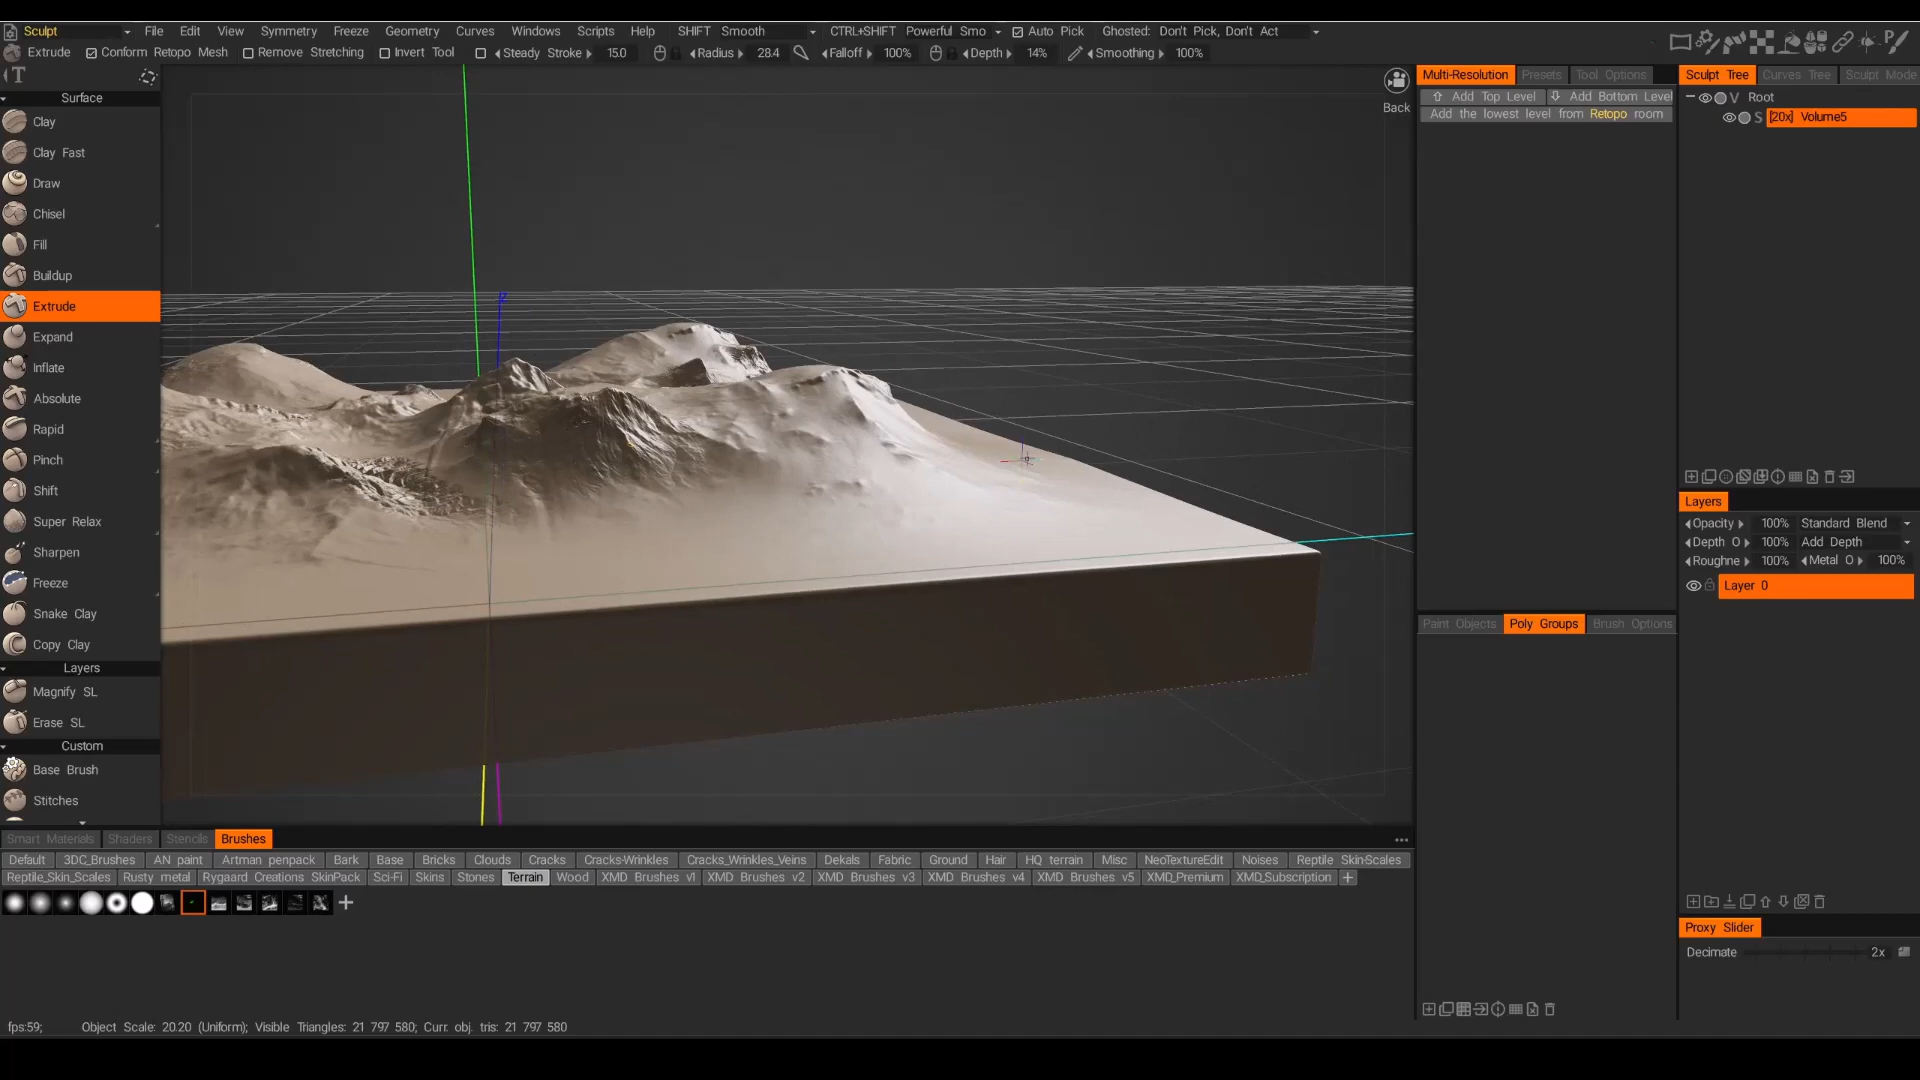 Sculpt File Edit View Symmetry Freeze Geometry Curves Windows Scripts Help SHIFT Smooth CTRL+SHIFT Powerful Smo Auto Pick Ghosted: Don't Pick, Don't Act
Extrude Conform Retopo Mesh Remove Stretching Invert Tool Steady Stroke 15.0 Radius 28.4 Falloff 100% Depth 14% Smoothing 100%
T
Surface
Clay
Clay Fast
Draw
Chisel
Fill
Buildup
Extrude
Expand
Inflate
Absolute
Rapid
Pinch
Shift
Super Relax
Sharpen
Freeze
Snake Clay
Copy Clay
Layers
Magnify SL
Erase SL
Custom
Base Brush
Stitches
Back
Z
Multi-Resolution Presets Tool Options
Add Top Level Add Bottom Level
Add the lowest level from Retopo room
Sculpt Tree Curves Tree Sculpt Mode
V Root
S [20x] Volume5
Layers
Opacity 100% Standard Blend
Depth O 100% Add Depth
Roughne 100% Metal O 100%
Layer 0
Paint Objects Poly Groups Brush Options
Proxy Slider
Decimate 2x
Smart Materials Shaders Stencils Brushes
Default 3DC_Brushes AN paint Artman penpack Bark Base Bricks Clouds Cracks Cracks-Wrinkles Cracks_Wrinkles_Veins Dekals Fabric Ground Hair HQ terrain Misc NeoTextureEdit Noises Reptile Skin-Scales
Reptile_Skin_Scales Rusty metal Rygaard Creations SkinPack Sci-Fi Skins Stones Terrain Wood XMD Brushes v1 XMD Brushes v2 XMD Brushes v3 XMD Brushes v4 XMD Brushes v5 XMD_Premium XMD_Subscription +
fps:59; Object Scale: 20.20 (Uniform); Visible Triangles: 21 797 580; Curr. obj. tris: 21 797 580